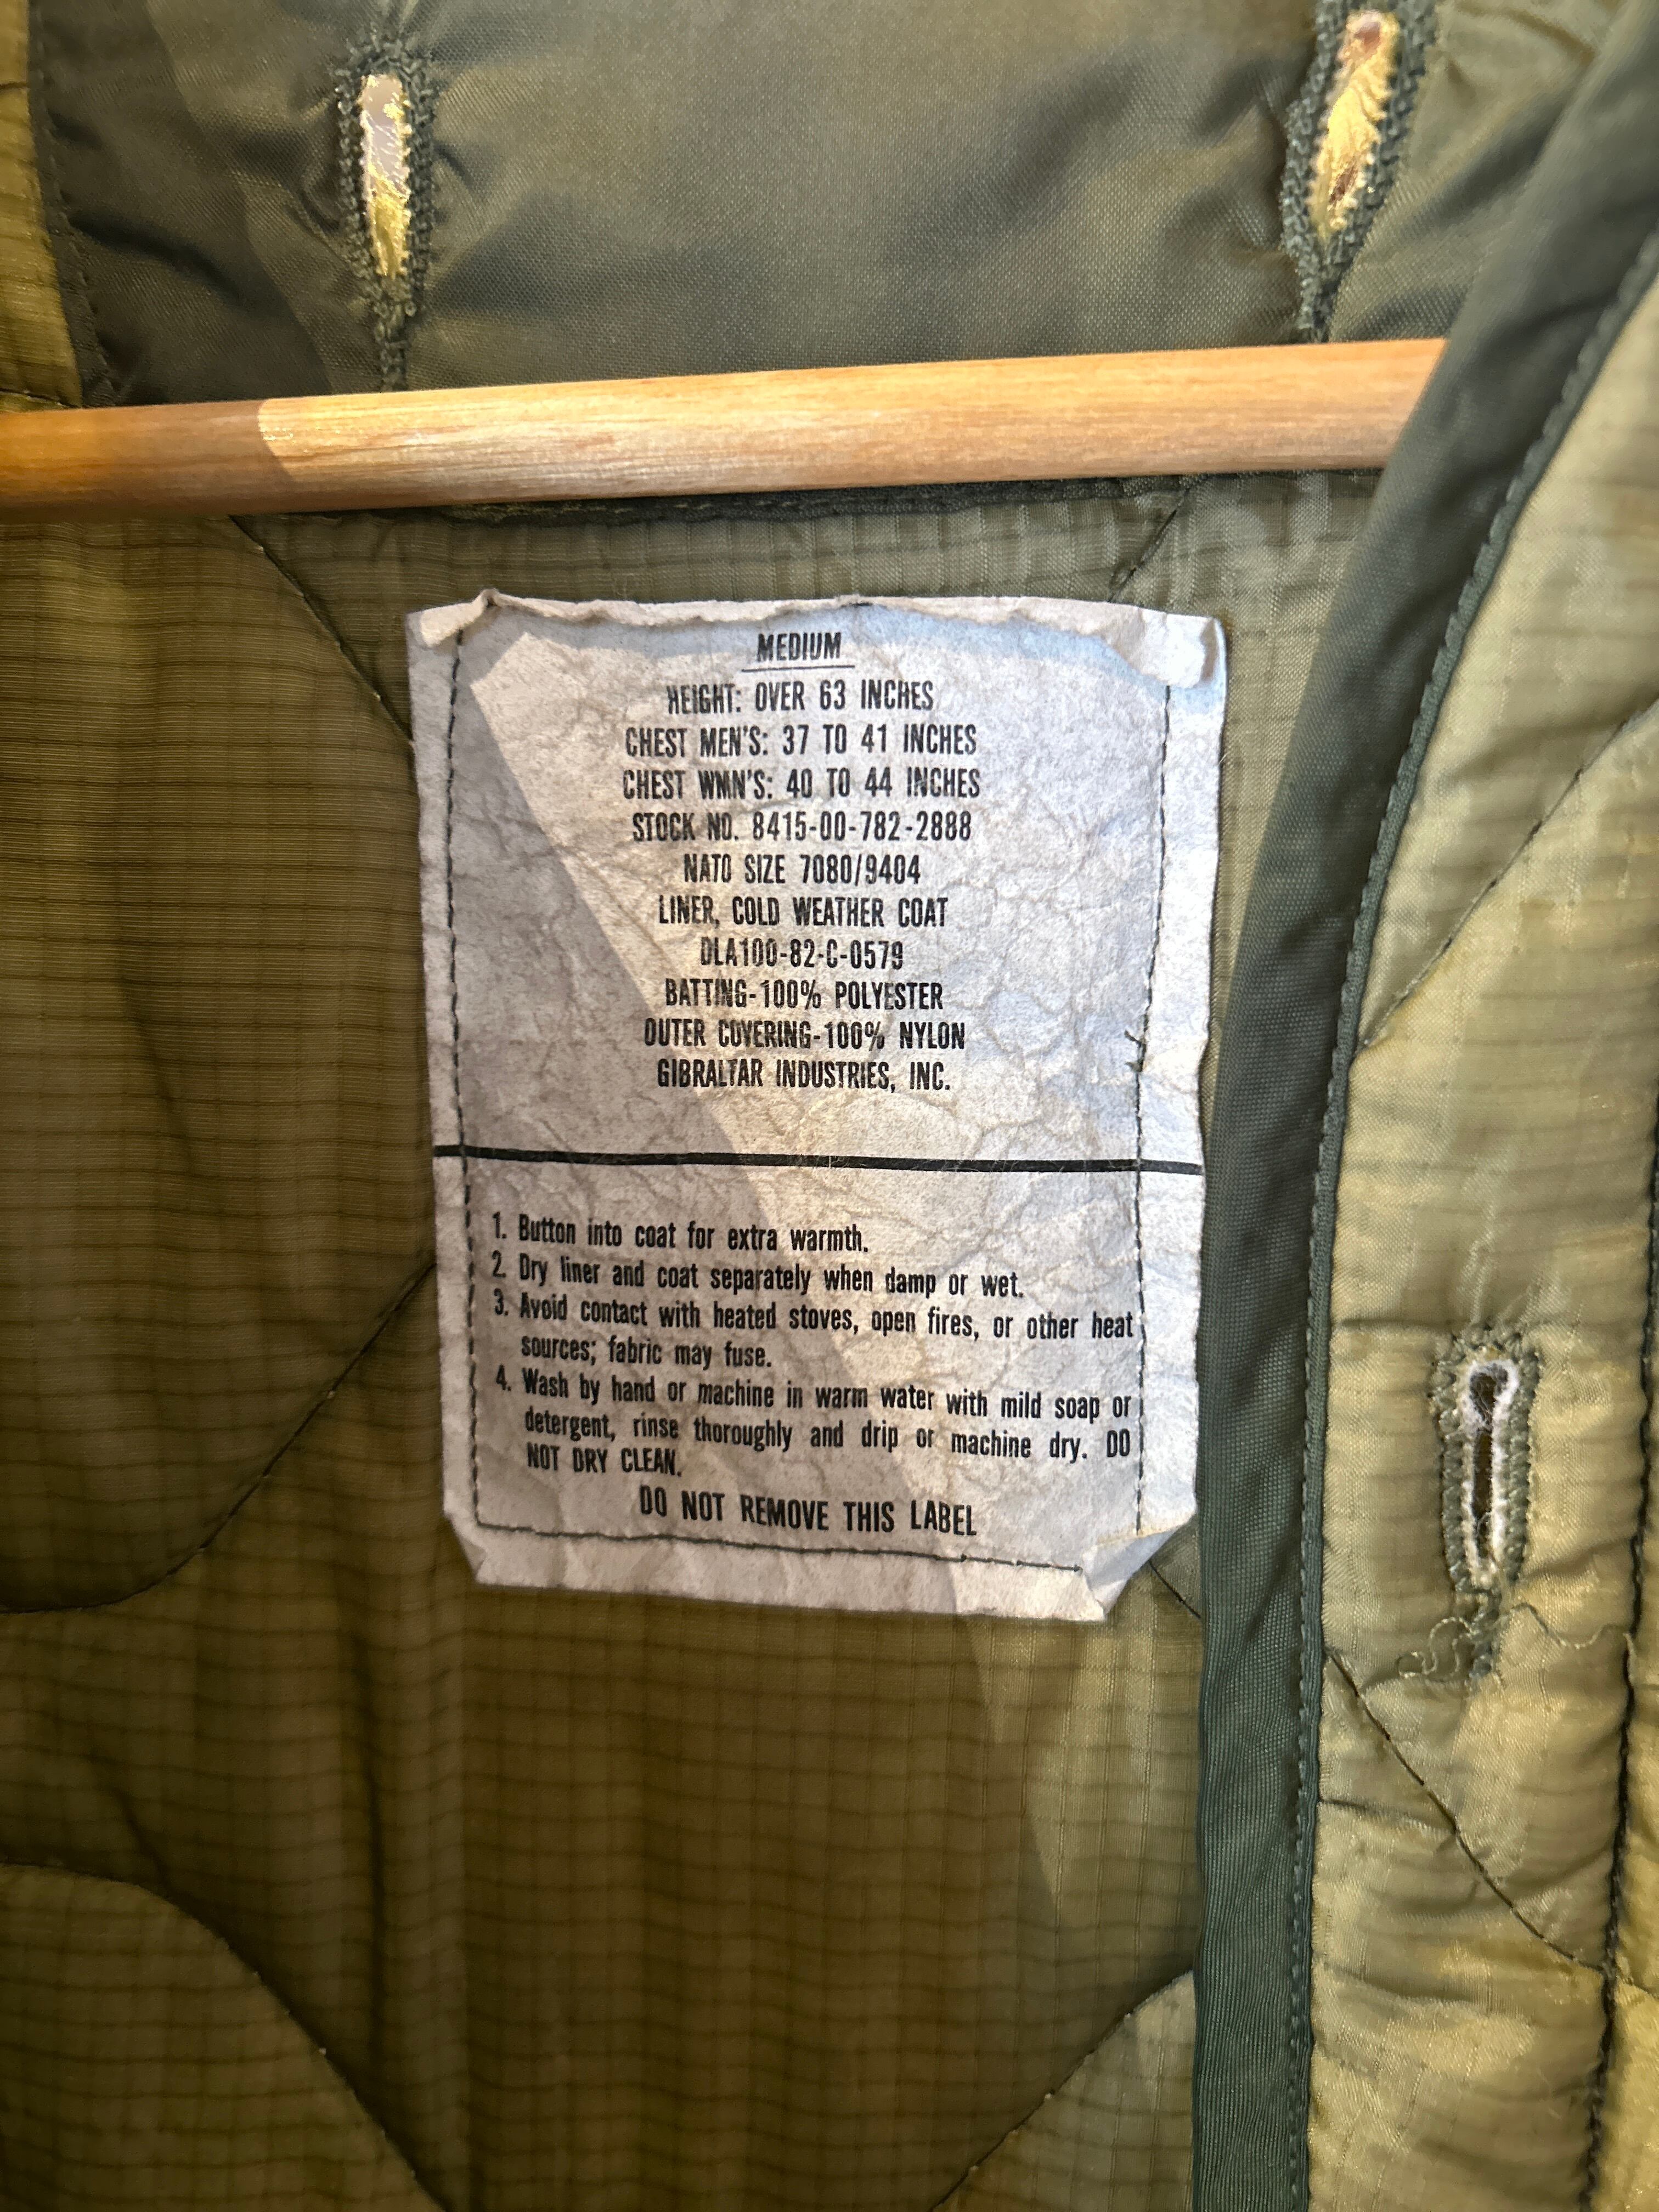 MEDIUM
HEIGHT: OVER 63 INCHES
CHEST MEN'S: 37 TO 41 INCHES
CHEST WMN'S: 40 TO 44 INCHES
STOCK NO. 8415-00-782-2888
NATO SIZE 7080/9404
LINER, COLD WEATHER COAT
DLA100-82-C-0579
BATTING-100% POLYESTER
OUTER COVERING-100% NYLON
GIBRALTAR INDUSTRIES, INC.
1. Button into coat for extra warmth.
2. Dry liner and coat separately when damp or wet.
3. Avoid contact with heated stoves, open fires, or other heat
sources; fabric may fuse.
4. Wash by hand or machine in warm water with mild soap or
detergent, rinse thoroughly and drip or machine dry. DO
NOT DRY CLEAN.
DO NOT REMOVE THIS LABEL